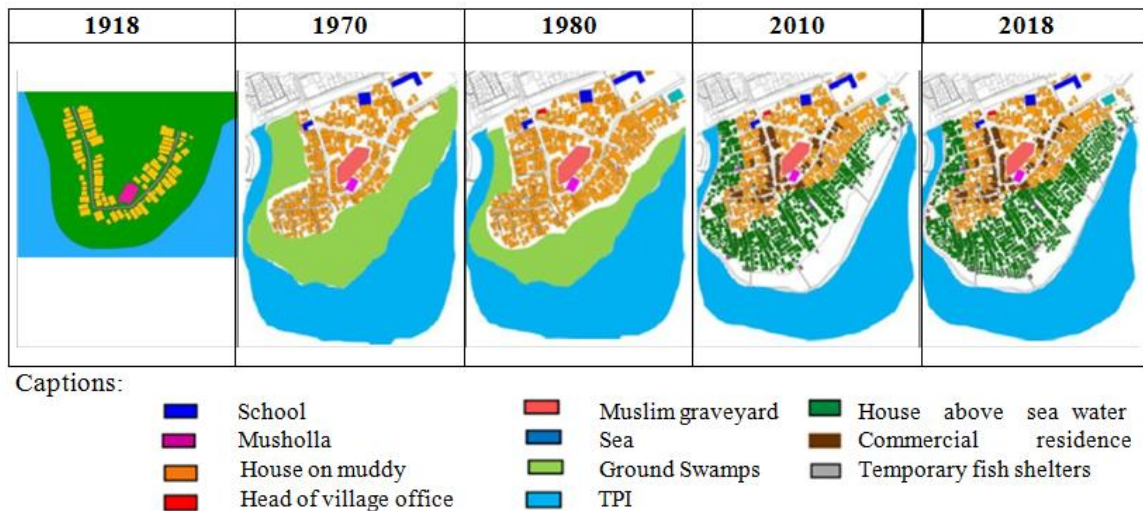 1918 1970 1980 2010 2018
Captions:
School Muslim graveyard House above sea water
Musholla Sea Commercial residence
House on muddy Ground Swamps Temporary fish shelters
Head of village office TPI